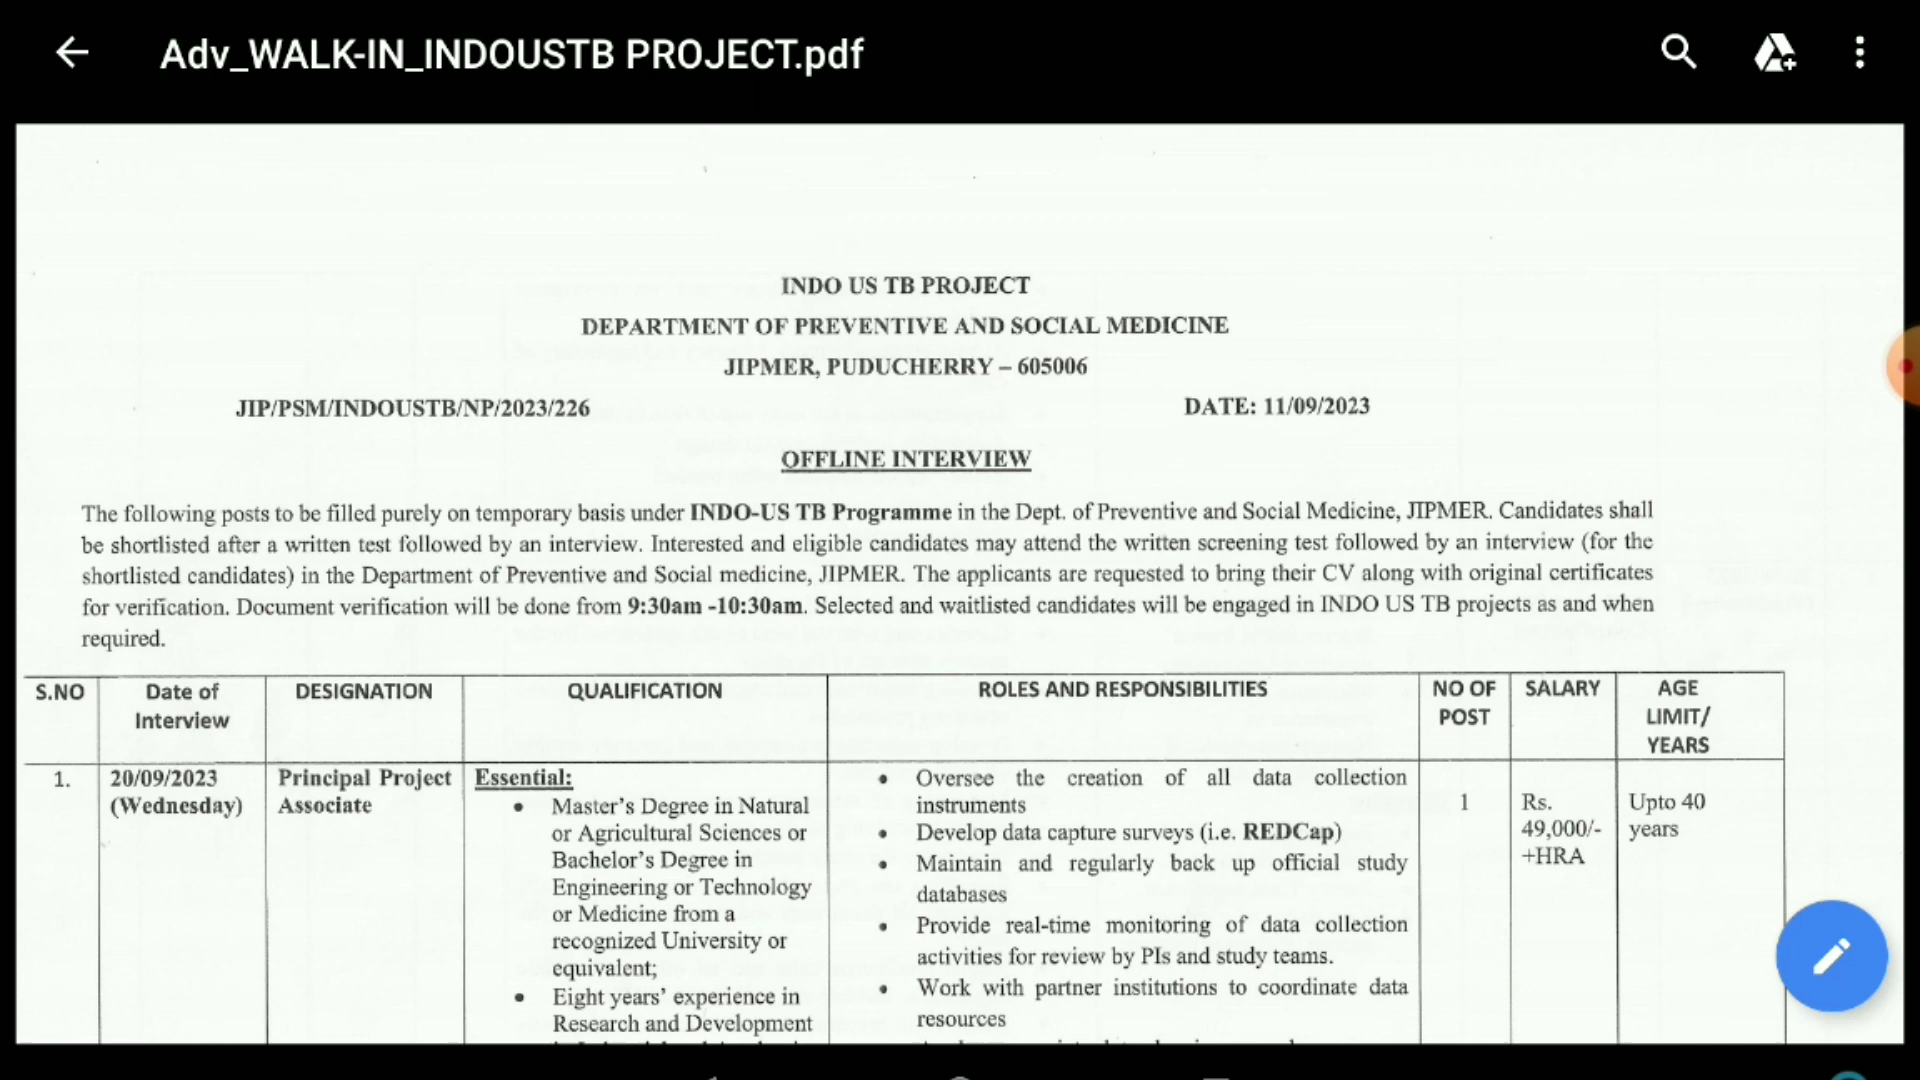 Adv_WALK-IN_INDOUSTB PROJECT.pdf
INDO US TB PROJECT
DEPARTMENT OF PREVENTIVE AND SOCIAL MEDICINE
JIPMER, PUDUCHERRY – 605006
JIP/PSM/INDOUSTB/NP/2023/226 DATE: 11/09/2023
OFFLINE INTERVIEW
The following posts to be filled purely on temporary basis under INDO-US TB Programme in the Dept. of Preventive and Social Medicine, JIPMER. Candidates shall
be shortlisted after a written test followed by an interview. Interested and eligible candidates may attend the written screening test followed by an interview (for the
shortlisted candidates) in the Department of Preventive and Social medicine, JIPMER. The applicants are requested to bring their CV along with original certificates
for verification. Document verification will be done from 9:30am -10:30am. Selected and waitlisted candidates will be engaged in INDO US TB projects as and when
required.
S.NO
Date of
Interview
DESIGNATION
QUALIFICATION
ROLES AND RESPONSIBILITIES
NO OF
POST
SALARY
AGE
LIMIT/
YEARS
1.
20/09/2023
(Wednesday)
Principal Project
Associate
Essential:
• Master's Degree in Natural
or Agricultural Sciences or
Bachelor's Degree in
Engineering or Technology
or Medicine from a
recognized University or
equivalent;
• Eight years' experience in
Research and Development
• Oversee the creation of all data collection
instruments
• Develop data capture surveys (i.e. REDCap)
• Maintain and regularly back up official study
databases
• Provide real-time monitoring of data collection
activities for review by PIs and study teams.
• Work with partner institutions to coordinate data
resources
1
Rs.
49,000/-
+HRA
Upto 40
years